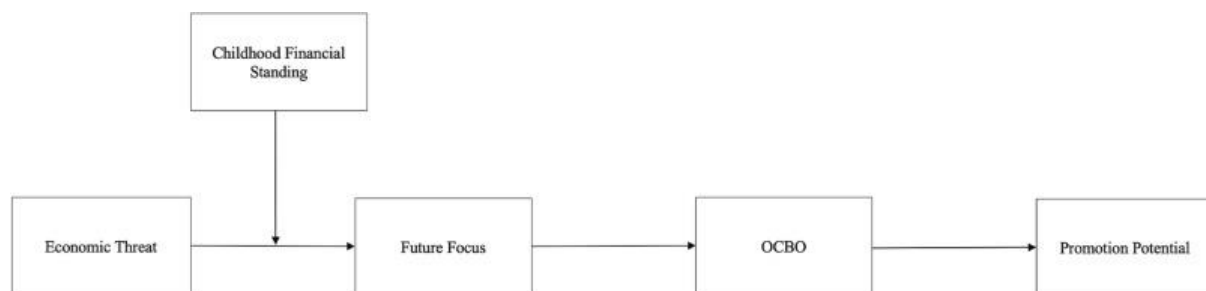 Childhood Financial
Standing
Economic Threat
Future Focus
OCBO
Promotion Potential